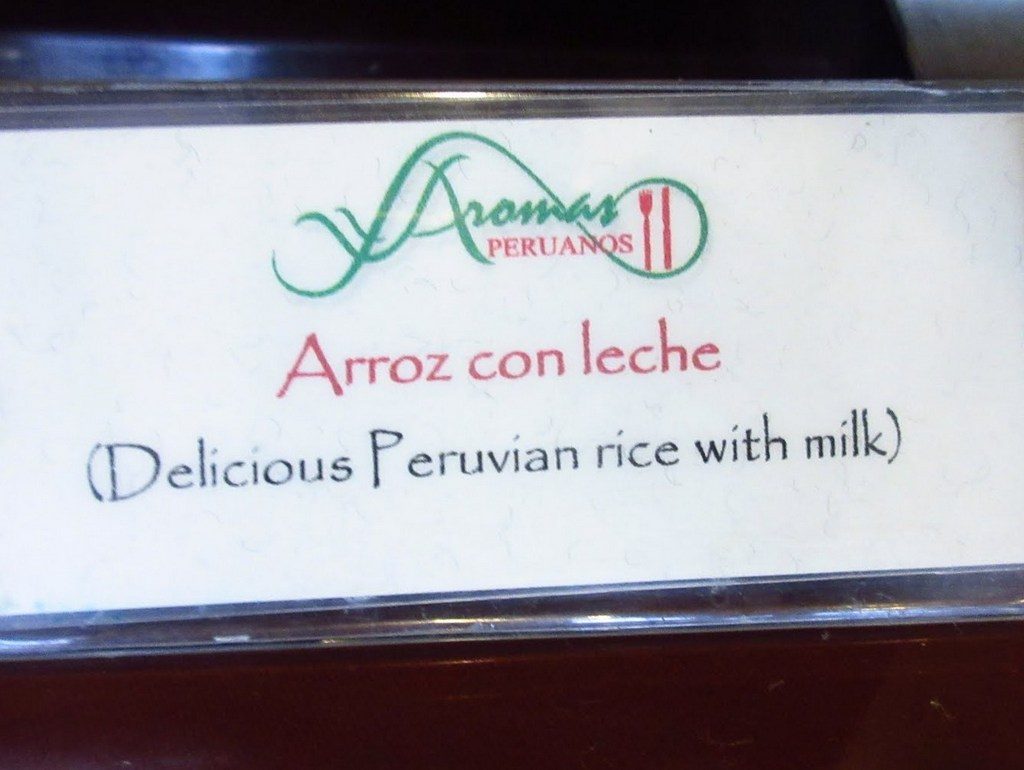 Aromas
PERUANOS
Arroz con leche
(Delicious Peruvian rice with milk)